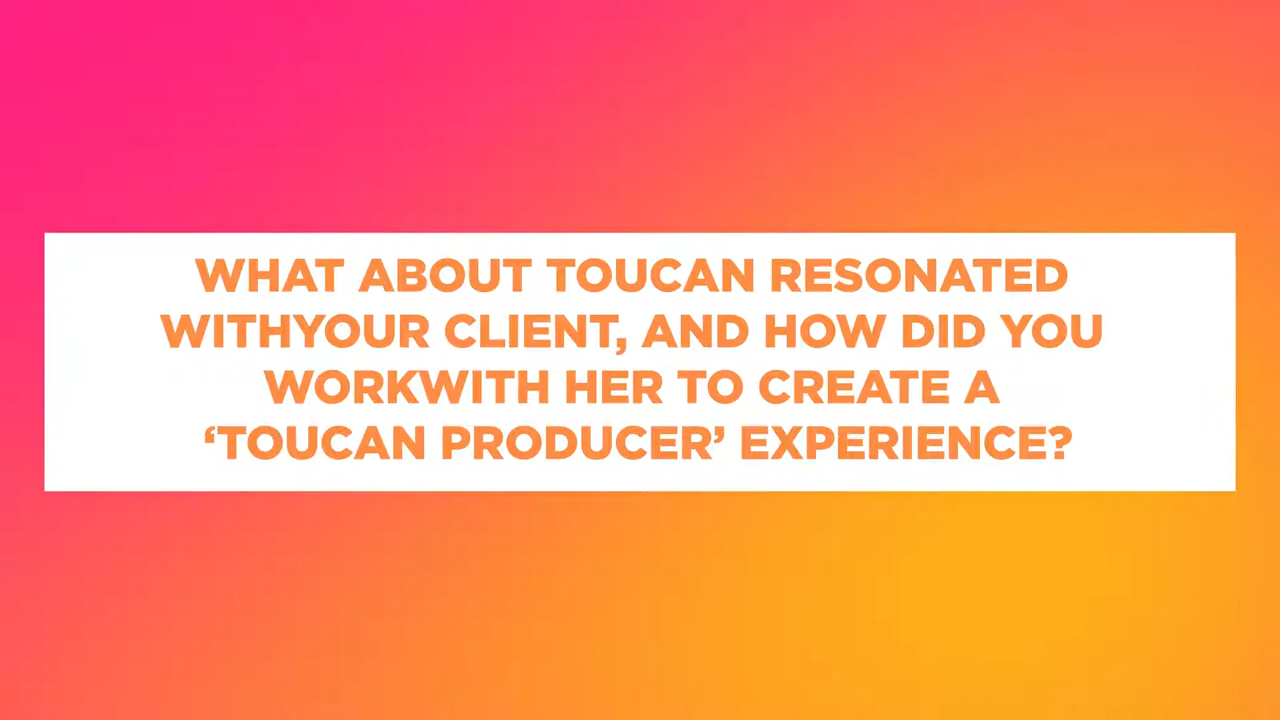 WHAT ABOUT TOUCAN RESONATED
WITHYOUR CLIENT, AND HOW DID YOU
WORKWITH HER TO CREATE A
‘TOUCAN PRODUCER’ EXPERIENCE?